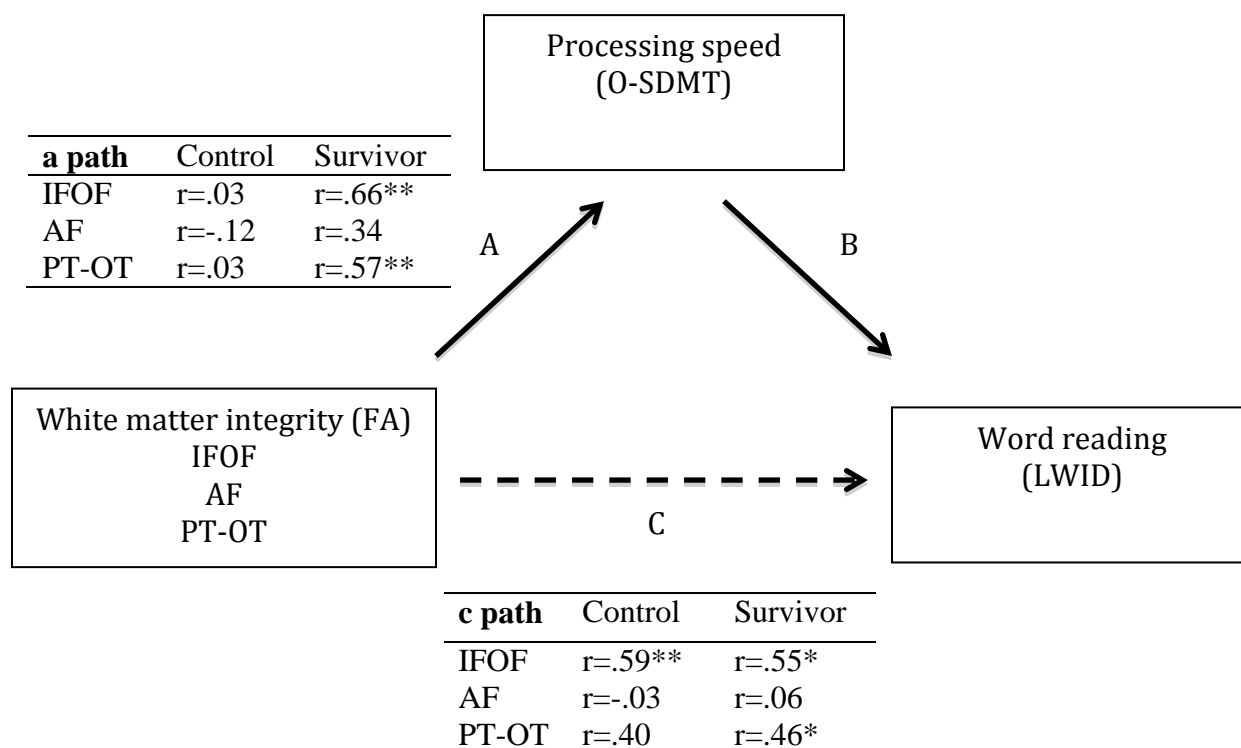 Processing speed
(O-SDMT)
a path Control Survivor
IFOF r=.03 r=.66**
AF r=-.12 r=.34
PT-OT r=.03 r=.57**
A
B
White matter integrity (FA)
IFOF
AF
PT-OT
Word reading
(LWID)
C
c path Control Survivor
IFOF r=.59** r=.55*
AF r=-.03 r=.06
PT-OT r=.40 r=.46*